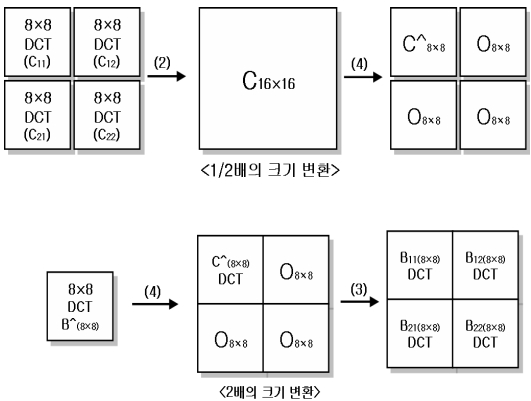 8×8 8×8
DCT DCT
(C11) (C12)
(2)
8×8 8×8
DCT DCT
(C21) (C22)
C16×16
(4)
C^8×8 O8×8
O8×8 O8×8
<1/2배의 크기 변환>
8×8
DCT
B^(8×8)
(4)
C^(8×8) O8×8
DCT
O8×8 O8×8
(3)
B11(8×8) B12(8×8)
DCT DCT
B21(8×8) B22(8×8)
DCT DCT
<2배의 크기 변환>